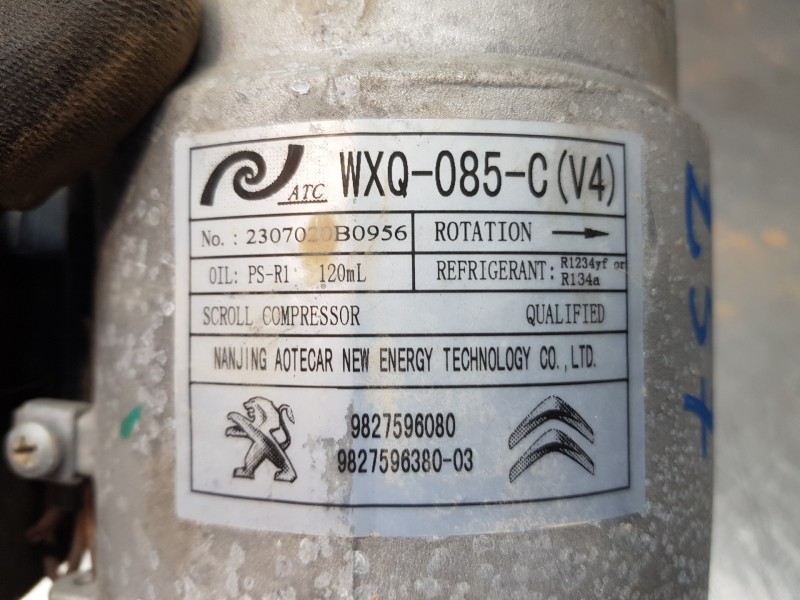 ATC WXQ-085-C(V4)
No.: 2307020B0956 ROTATION
OIL: PS-R1 120mL REFRIGERANT: R1234yf or R134a
SCROLL COMPRESSOR QUALIFIED
NANJING AOTECAR NEW ENERGY TECHNOLOGY CO.,LTD.
9827596080
9827596380-03